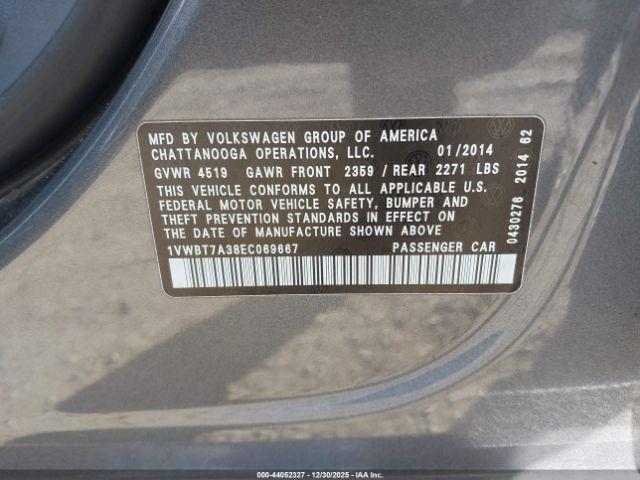 MFD BY VOLKSWAGEN GROUP OF AMERICA
CHATTANOOGA OPERATIONS, LLC. 01/2014
GVWR 4519 GAWR FRONT 2359 / REAR 2271 LBS
THIS VEHICLE CONFORMS TO ALL APPLICABLE U.S.
FEDERAL MOTOR VEHICLE SAFETY, BUMPER AND
THEFT PREVENTION STANDARDS IN EFFECT ON
THE DATE OF MANUFACTURE SHOWN ABOVE
1VWBT7A38EC069667 PASSENGER CAR
0430276 2014 62
000-44052327 - 12/30/2025 - IAA Inc.